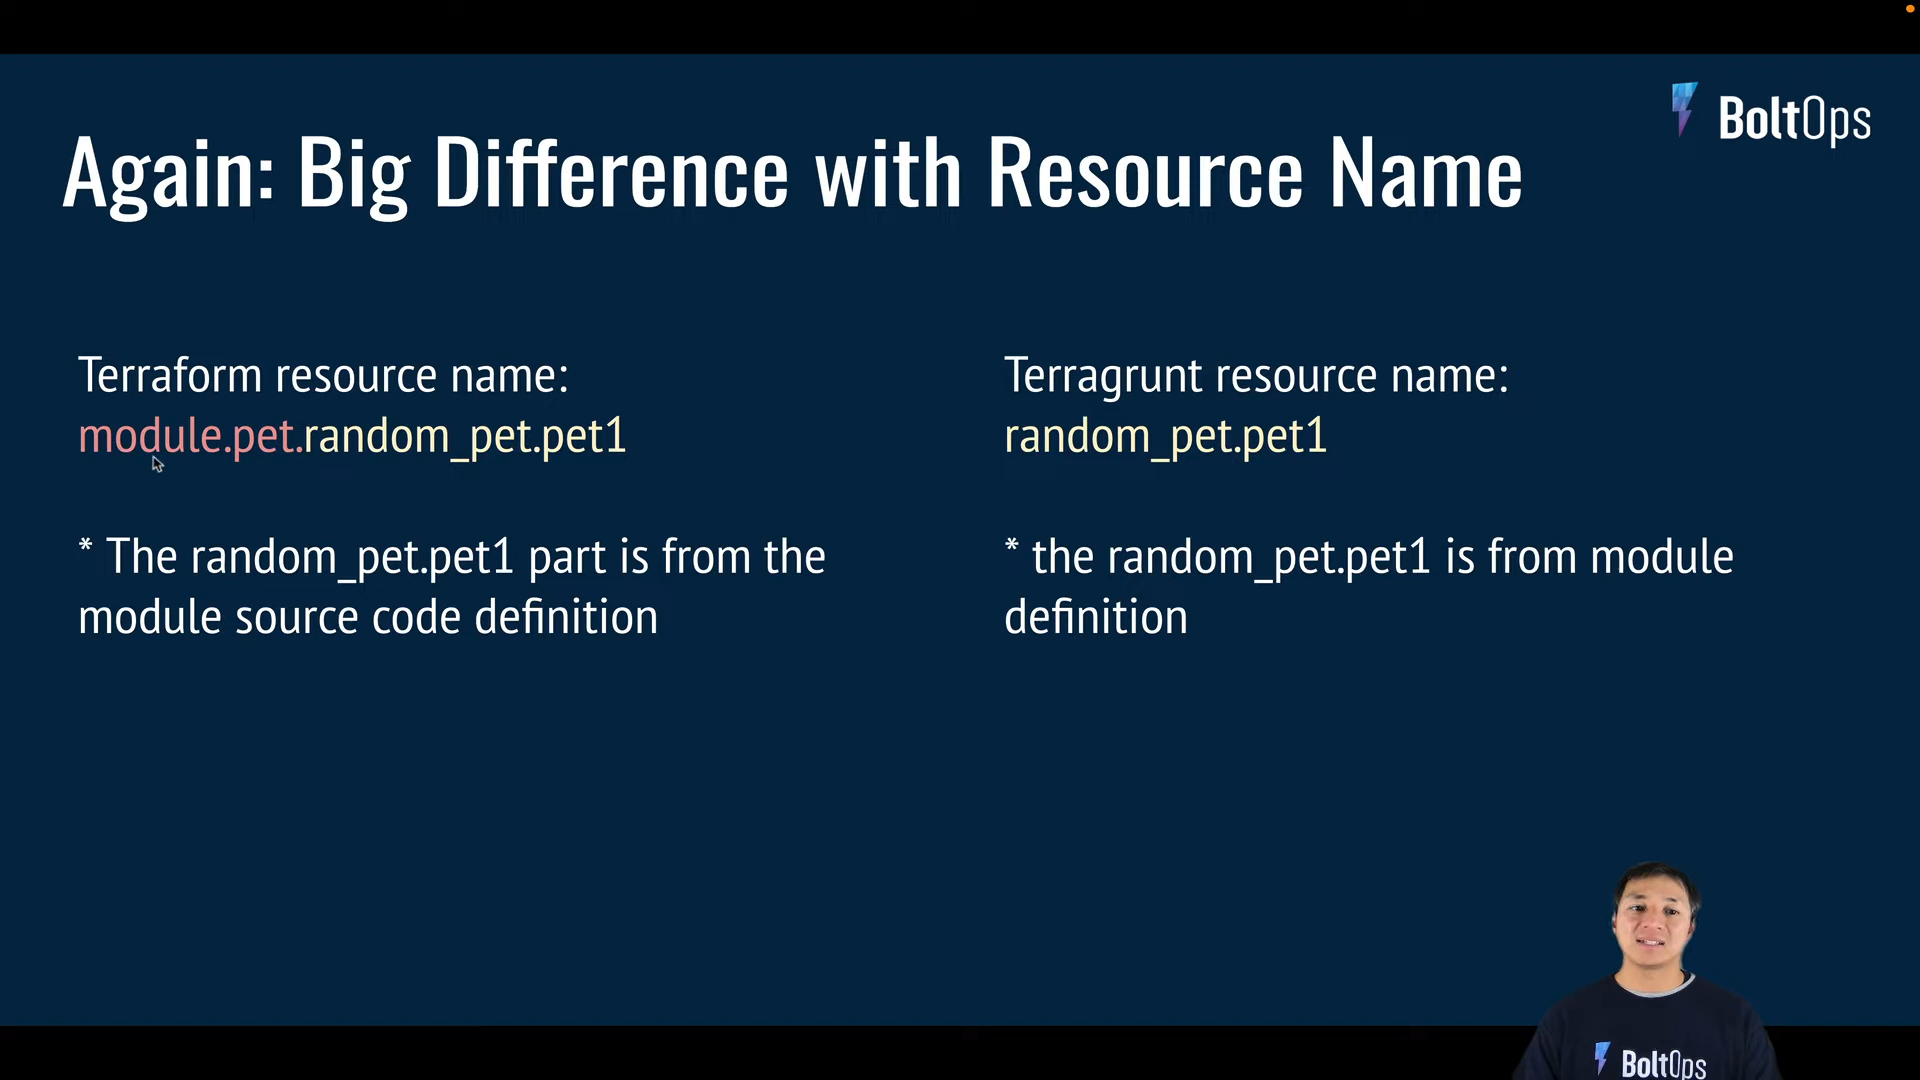 BoltOps
Again: Big Difference with Resource Name
Terraform resource name:
module.pet.random_pet.pet1
* The random_pet.pet1 part is from the
module source code definition
Terragrunt resource name:
random_pet.pet1
* the random_pet.pet1 is from module
definition
BoltOps